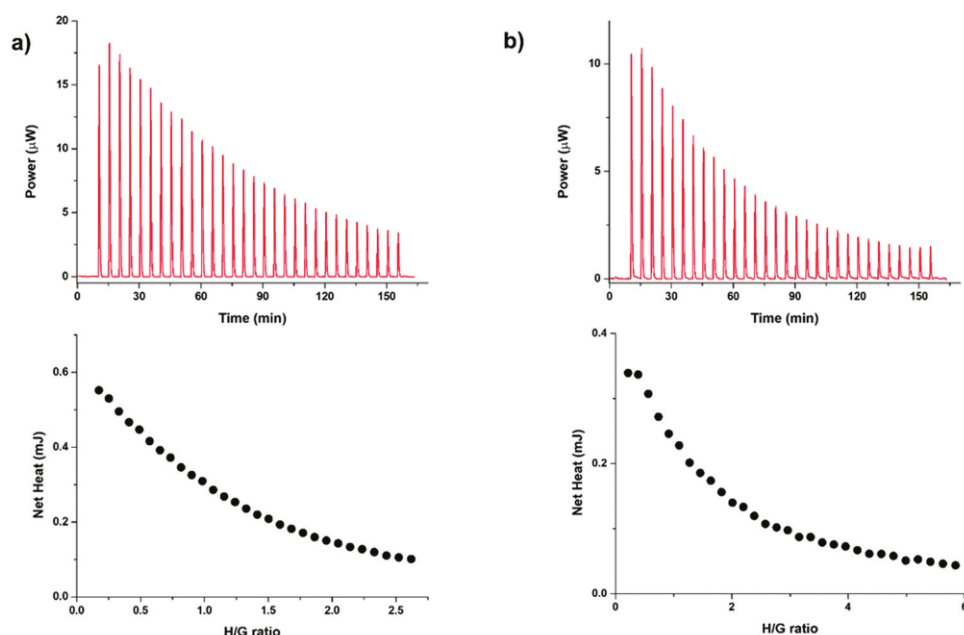 a)
20
15
10
5
0
Power (µW)
0 30 60 90 120 150
Time (min)
0.6
0.4
0.2
0.0
Net Heat (mJ)
0.0 0.5 1.0 1.5 2.0 2.5
H/G ratio
b)
10
5
0
Power (µW)
0 30 60 90 120 150
Time (min)
0.4
0.2
0.0
Net Heat (mJ)
0 2 4 6
H/G ratio